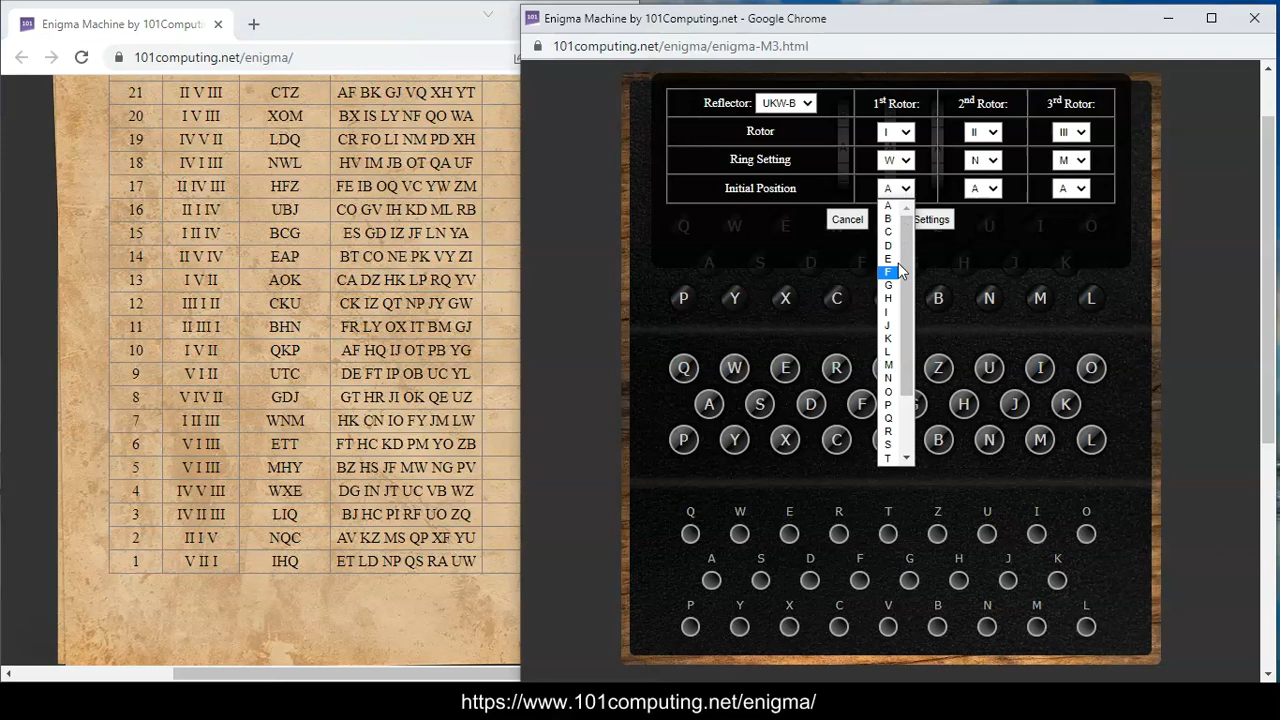 Enigma Machine by 101Comput
101computing.net/enigma/
21 II V III CTZ AF BK GJ VQ XH YT
20 I V III XOM BX IS LY NF QO WA
19 IV V II LDQ CR FO LI NM PD XH
18 IV I III NWL HV IM JB OT QA UF
17 II IV III HFZ FE IB OQ VC YW ZM
16 II I IV UBJ CO GV IH KD ML RB
15 I II IV BCG ES GD IZ JF LN YA
14 II IV V EAP BT CO NE PK VY ZI
13 I V II AOK CA DZ HK LP RQ YV
12 III I II CKU CK IZ QT NP JY GW
11 II III I BHN FR LY OX IT BM GJ
10 I V II QKP AF HQ IJ OT PB YG
9 V I II UTC DE FT IP OB UC YL
8 V IV II GDJ GT HR JI OK QE UZ
7 I II III WNM HK CN IO FY JM LW
6 V I III ETT FT HC KD PM YO ZB
5 V I III MHY BZ HS JF MW NG PV
4 IV V III WXE DG IN JT UC VB WZ
3 IV II III LIQ BJ HC PI RF UO ZQ
2 II I V NQC AV KZ MS QP XF YU
1 V II I IHQ ET LD NP QS RA UW
Enigma Machine by 101Computing.net - Google Chrome
101computing.net/enigma/enigma-M3.html
Reflector: UKW-B 1st Rotor: 2nd Rotor: 3rd Rotor:
Rotor I II III
Ring Setting W N M
Initial Position A A A
Cancel Settings
A
B
C
D
E
F
G
H
I
J
K
L
M
N
O
P
Q
R
S
T
Q W E U I O
A S D F H J K
P Y X C B N M L
Q W E R Z U I O
A S D F G H J K
P Y X C B N M L
Q W E R T Z U I O
A S D F G H J K
P Y X C V B N M L
https://www.101computing.net/enigma/